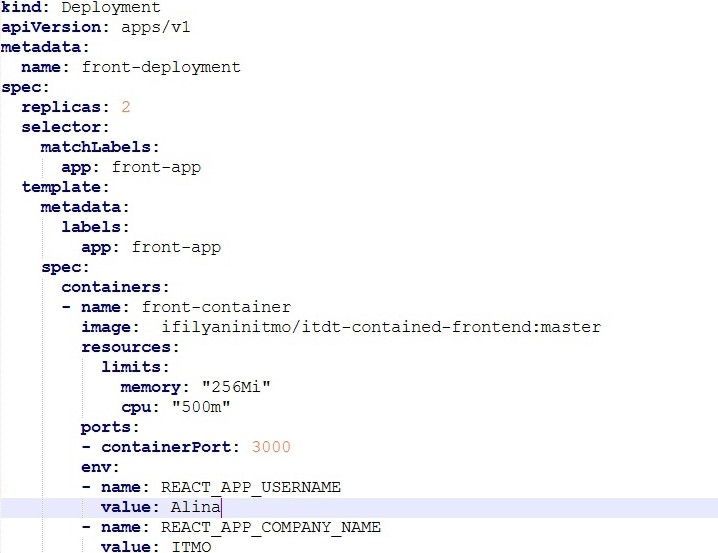 kind: Deployment
apiVersion: apps/v1
metadata:
  name: front-deployment
spec:
  replicas: 2
  selector:
    matchLabels:
      app: front-app
  template:
    metadata:
      labels:
        app: front-app
    spec:
      containers:
      - name: front-container
        image:  ifilyaninitmo/itdt-contained-frontend:master
        resources:
          limits:
            memory: "256Mi"
            cpu: "500m"
        ports:
        - containerPort: 3000
        env:
        - name: REACT_APP_USERNAME
          value: Alina
        - name: REACT_APP_COMPANY_NAME
          value: ITMO